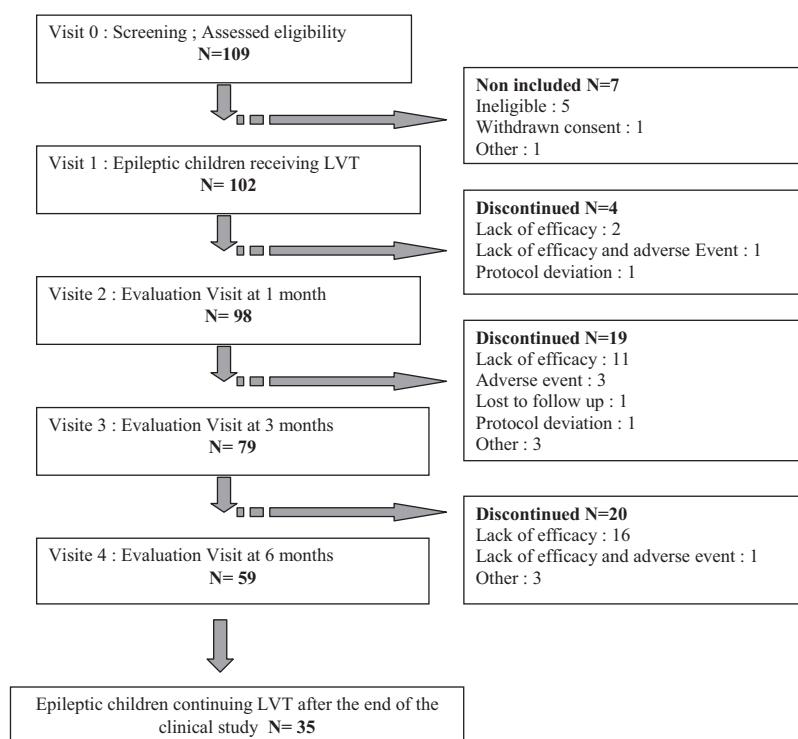 Visit 0 : Screening ; Assessed eligibility
N=109
Non included N=7
Ineligible : 5
Withdrawn consent : 1
Other : 1
Visit 1 : Epileptic children receiving LVT
N= 102
Discontinued N=4
Lack of efficacy : 2
Lack of efficacy and adverse Event : 1
Protocol deviation : 1
Visite 2 : Evaluation Visit at 1 month
N= 98
Discontinued N=19
Lack of efficacy : 11
Adverse event : 3
Lost to follow up : 1
Protocol deviation : 1
Other : 3
Visite 3 : Evaluation Visit at 3 months
N= 79
Discontinued N=20
Lack of efficacy : 16
Lack of efficacy and adverse event : 1
Other : 3
Visite 4 : Evaluation Visit at 6 months
N= 59
Epileptic children continuing LVT after the end of the
clinical study N= 35